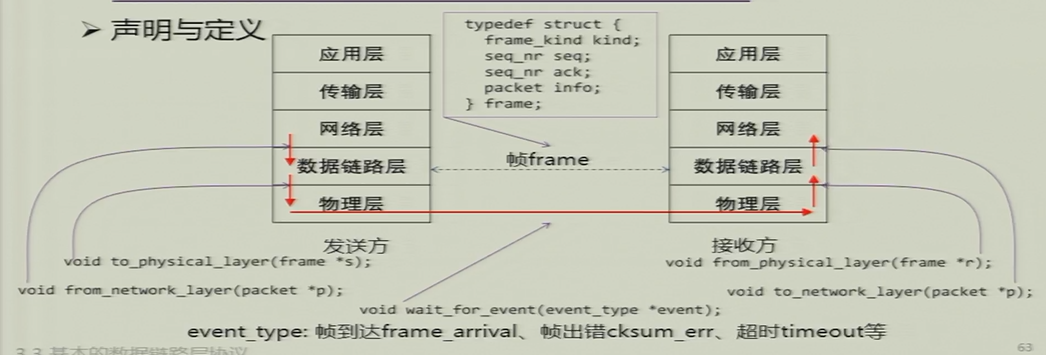 ➤ 声明与定义
typedef struct {
frame_kind kind;
seq_nr seq;
seq_nr ack;
packet info;
} frame;
应用层
传输层
网络层
数据链路层
物理层
发送方
帧frame
应用层
传输层
网络层
数据链路层
物理层
接收方
void to_physical_layer(frame *s);
void from_physical_layer(frame *r);
void from_network_layer(packet *p);
void to_network_layer(packet *p);
void wait_for_event(event_type *event);
event_type: 帧到达frame_arrival、帧出错cksum_err、超时timeout等
3.3 基本的数据链路层协议
63